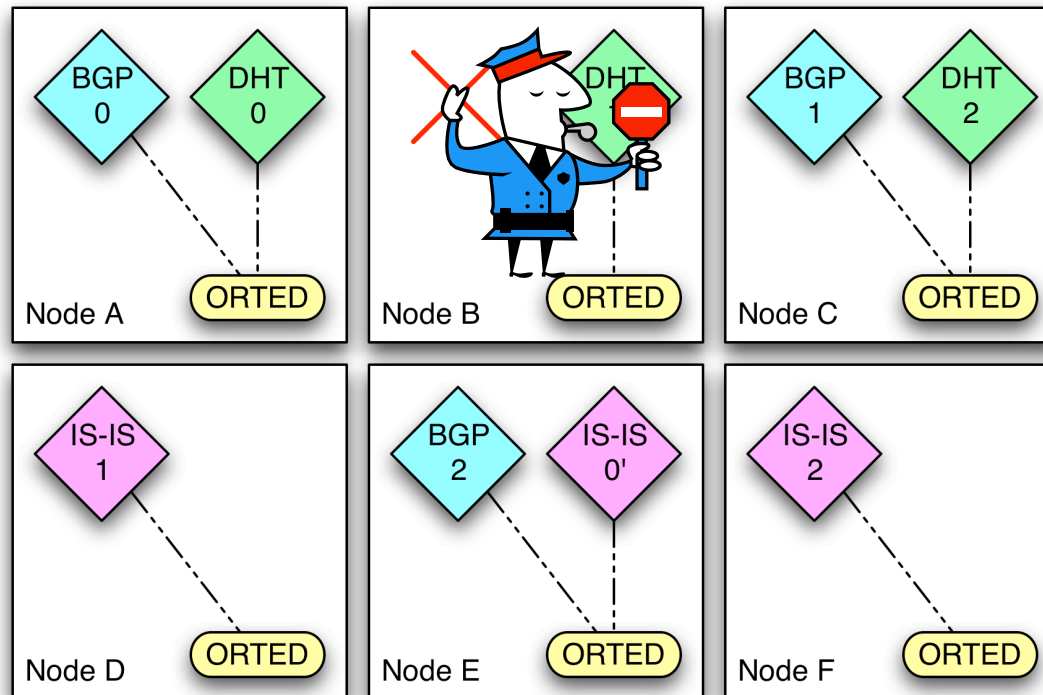 BGP
0
DHT
0
ORTED
Node A
DHT
ORTED
Node B
BGP
1
DHT
2
ORTED
Node C
IS-IS
1
ORTED
Node D
BGP
2
IS-IS
0'
ORTED
Node E
IS-IS
2
ORTED
Node F